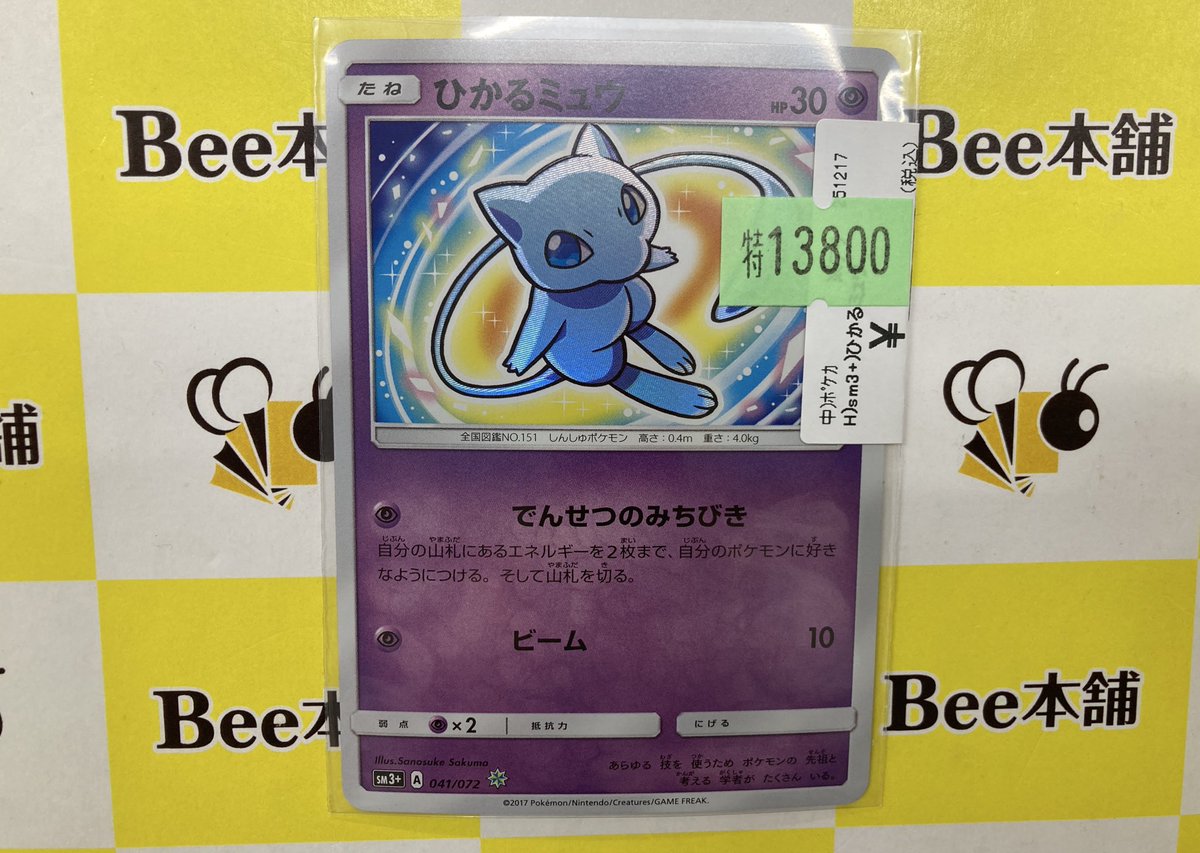 Bee本
Bee本舗
たね
ひかるミュウ
HP30
51217
(税込)
特付13800
¥
中)ポケカ
H)sm3+)ひかる
全国図鑑NO.151 しんしゅポケモン 高さ:0.4m 重さ:4.0kg
舗
でんせつのみちびき
自分の山札にあるエネルギーを2枚まで、自分のポケモンに好き
なようにつける。そして山札を切る。
ビーム 10
Bee本
Bee本舗
弱点 ×2 抵抗力 にげる
Illus.Sanosuke Sakuma
あらゆる 技を 使うため ポケモンの 先祖と
考える 学者が たくさん いる。
SM3+ A 041/072
©2017 Pokémon/Nintendo/Creatures/GAME FREAK.